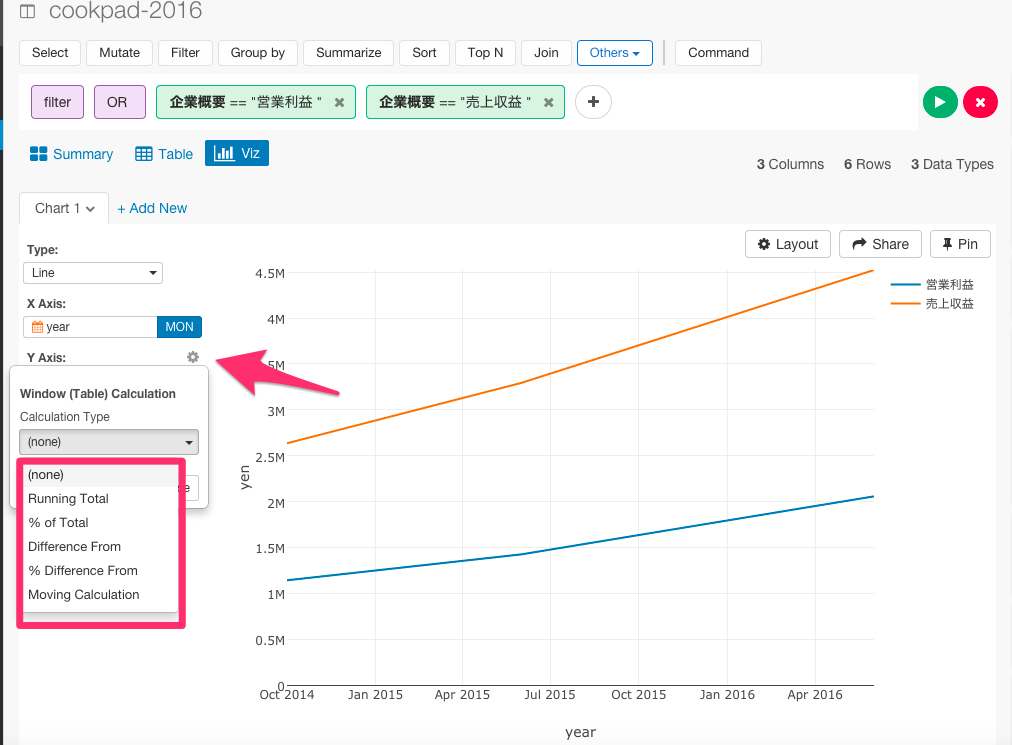 cookpad-2016
Select Mutate Filter Group by Summarize Sort Top N Join Others Command
filter OR 企業概要 == "営業利益 " × 企業概要 == "売上収益 " × +
Summary Table Viz
3 Columns 6 Rows 3 Data Types
Chart 1 + Add New
Layout Share Pin
Type:
Line
X Axis:
year MON
Y Axis:
Window (Table) Calculation
Calculation Type
(none)
(none)
Running Total
% of Total
Difference From
% Difference From
Moving Calculation
4.5M
4M
5M
3M
2.5M
2M
1.5M
1M
0.5M
0
yen
Oct 2014 Jan 2015 Apr 2015 Jul 2015 Oct 2015 Jan 2016 Apr 2016
year
営業利益
売上収益